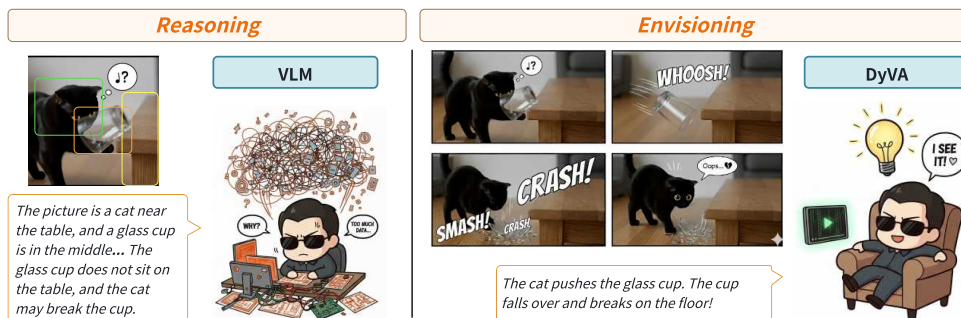 Reasoning
Envisioning
VLM
DyVA
♩?
WHY?
TOO MUCH
DATA...
The picture is a cat near
the table, and a glass cup
is in the middle... The
glass cup does not sit on
the table, and the cat
may break the cup.
♩?
WHOOSH!
SMASH!
CRASH!
CRASH
Oops...
I SEE
IT! ♡
The cat pushes the glass cup. The cup
falls over and breaks on the floor!